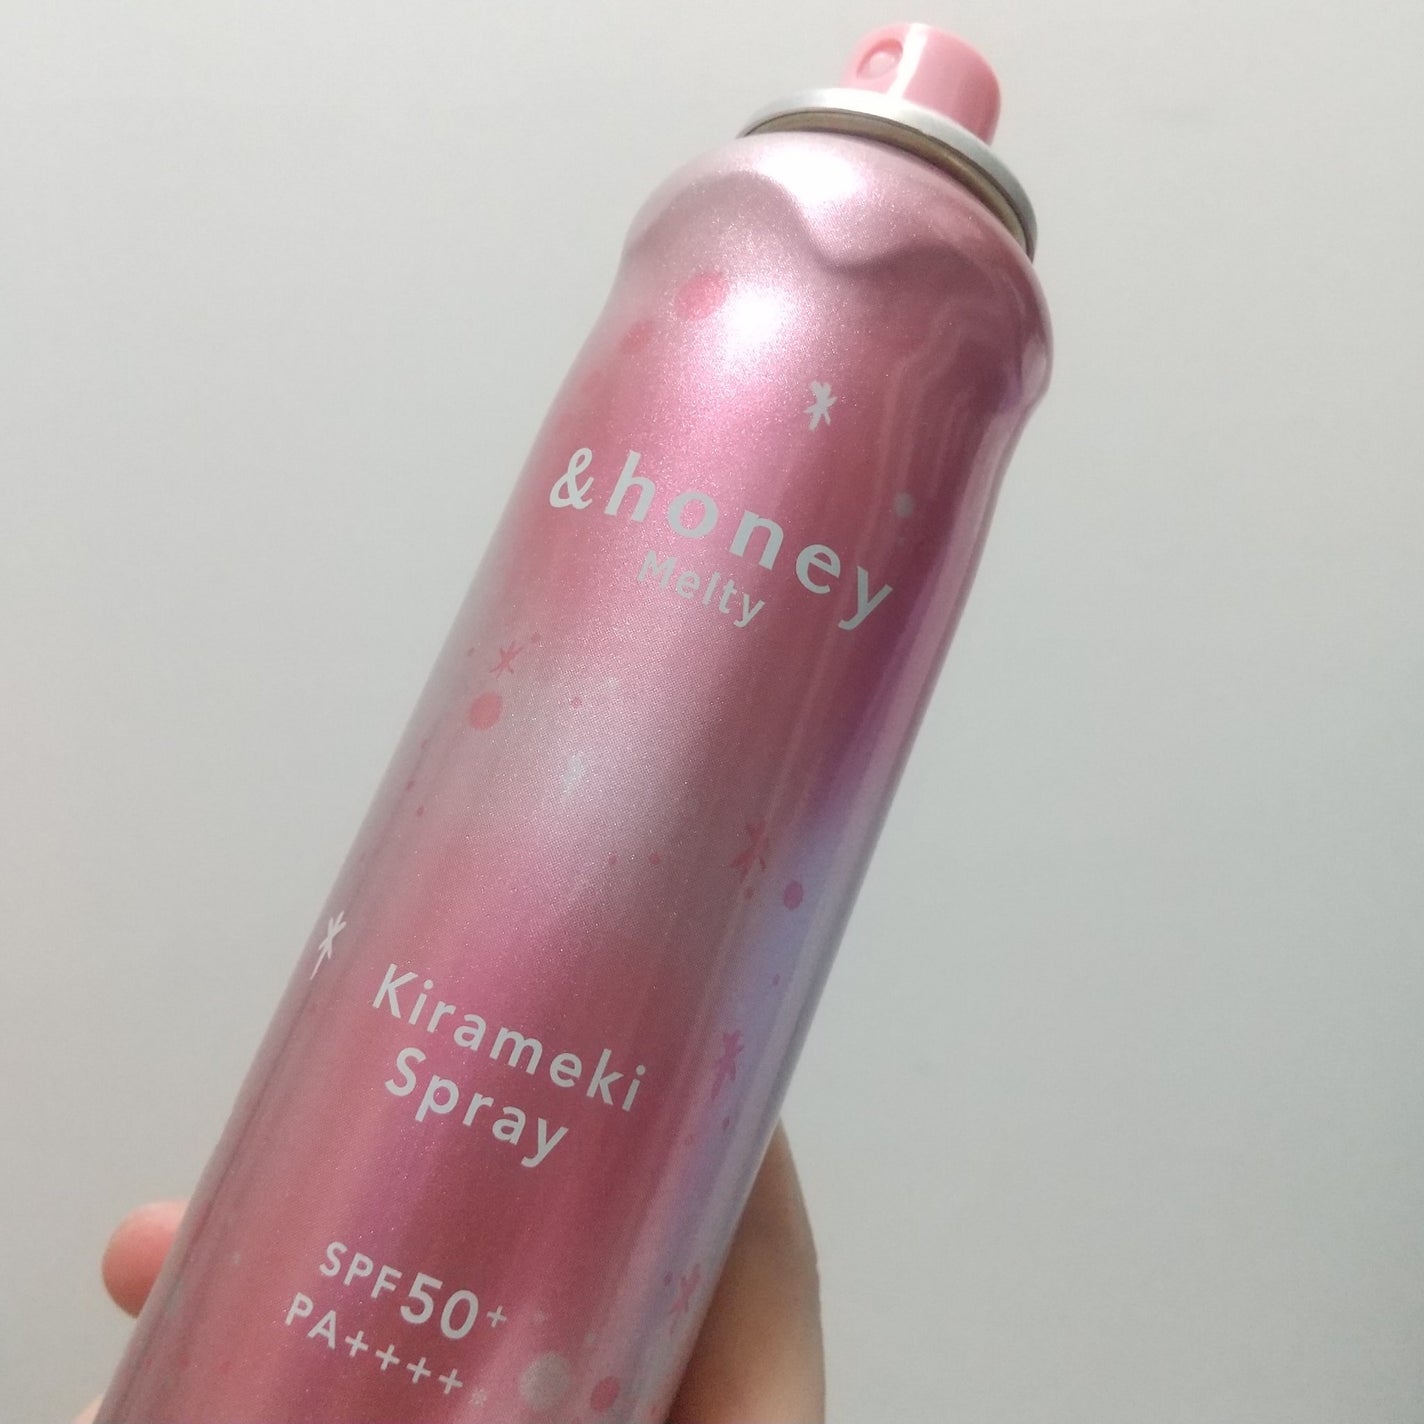 &honey
Melty
Kirameki
Spray
SPF50+
PA++++